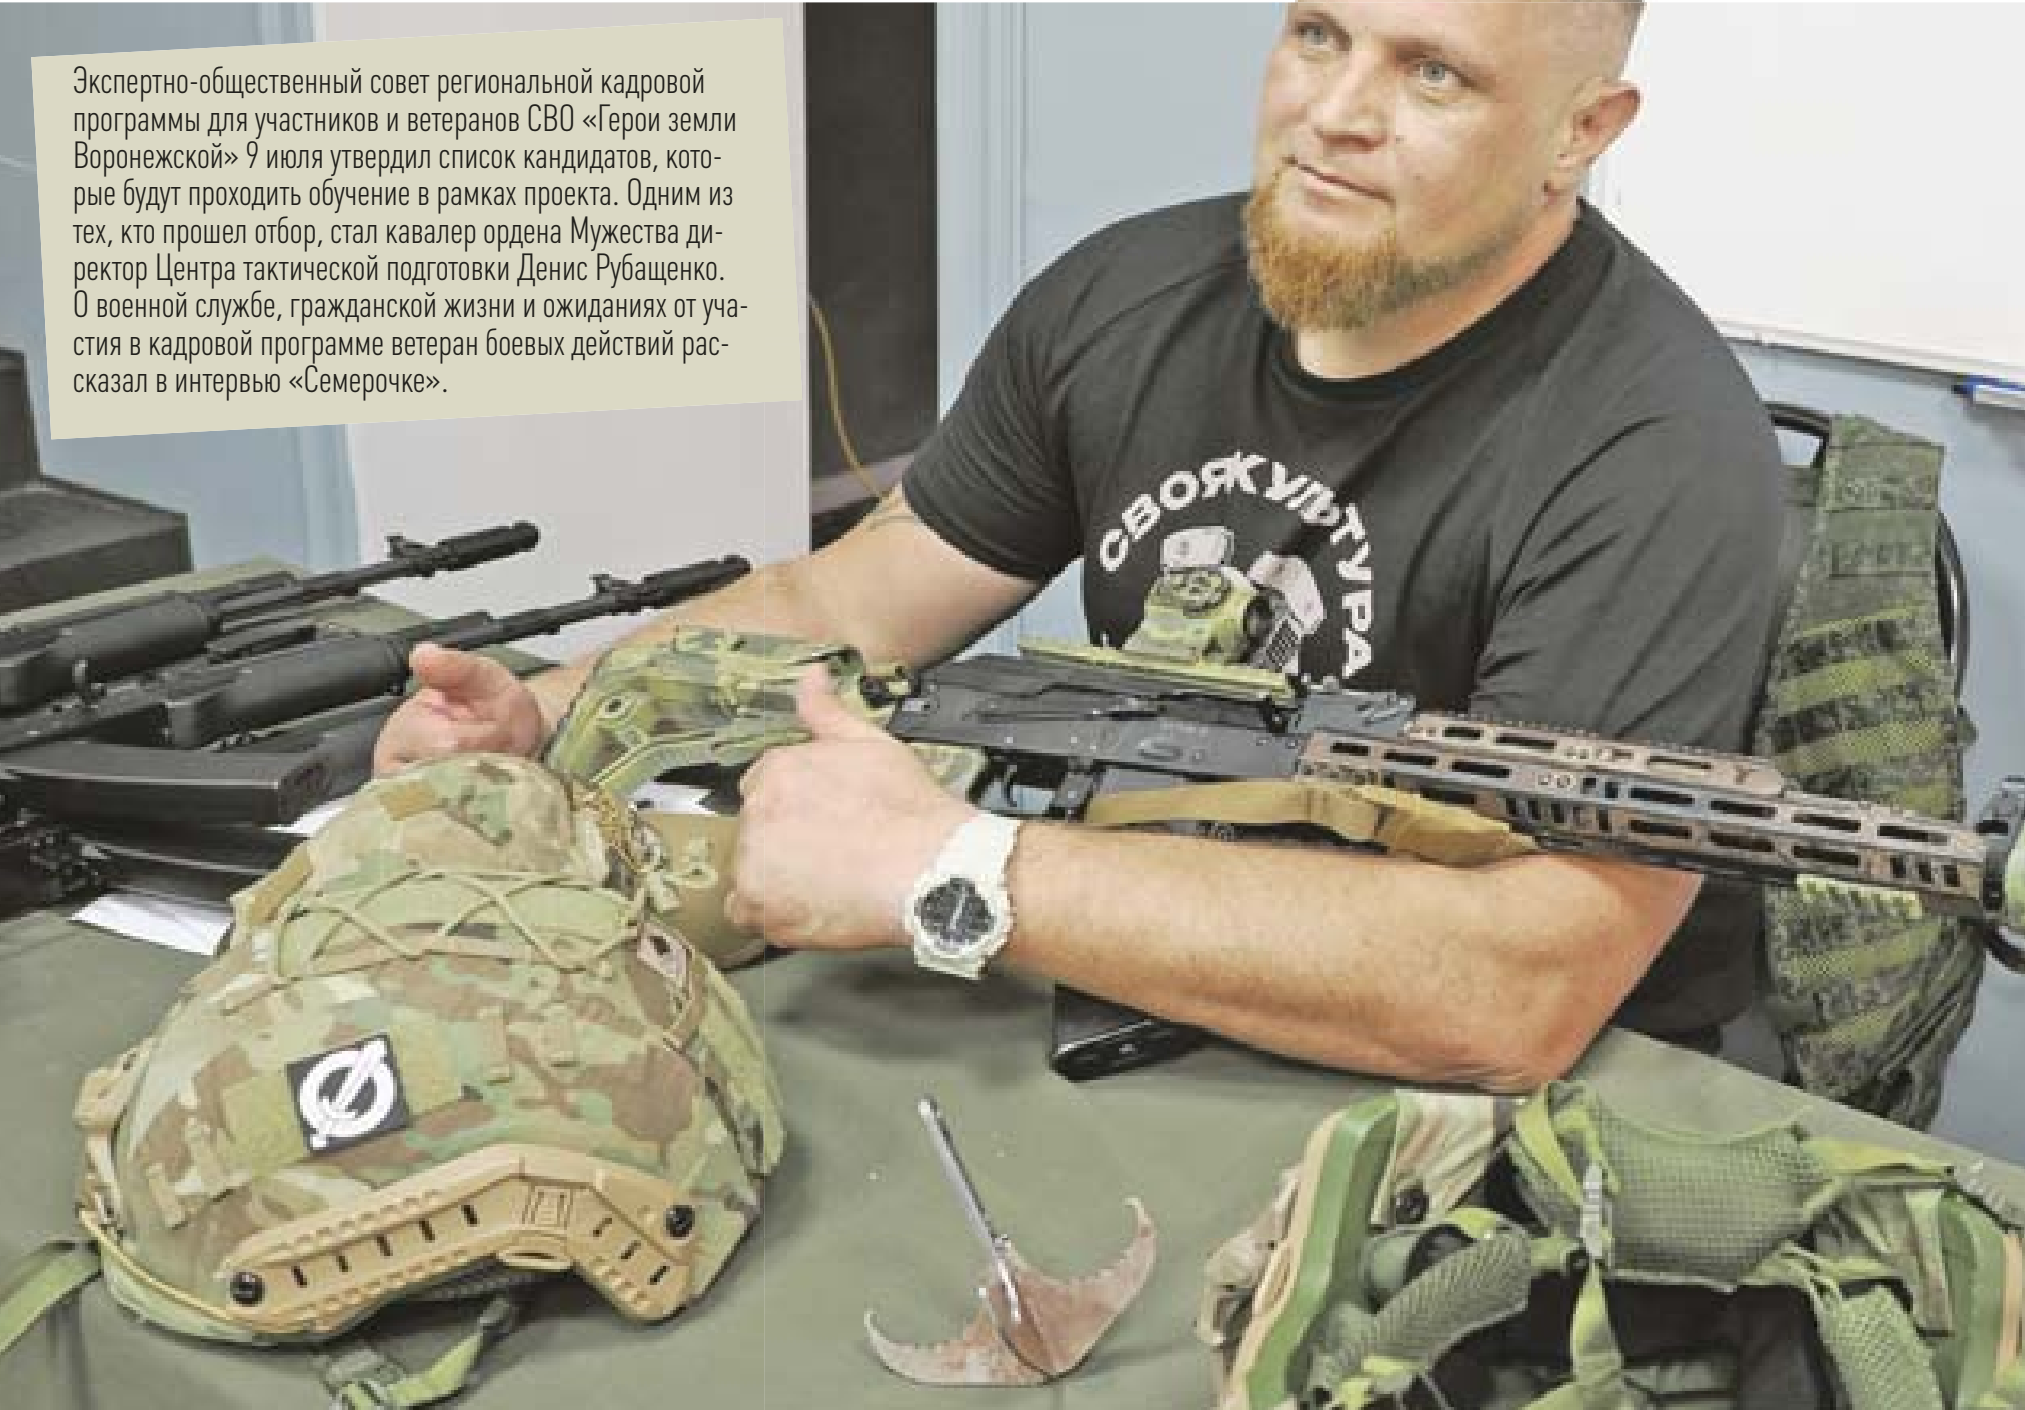 Экспертно-общественный совет региональной кадровой
программы для участников и ветеранов СВО «Герои земли
Воронежской» 9 июля утвердил список кандидатов, кото-
рые будут проходить обучение в рамках проекта. Одним из
тех, кто прошел отбор, стал кавалер ордена Мужества ди-
ректор Центра тактической подготовки Денис Рубащенко.
О военной службе, гражданской жизни и ожиданиях от уча-
стия в кадровой программе ветеран боевых действий рас-
сказал в интервью «Семерочке».
СВОЯКУЛЬТУРА